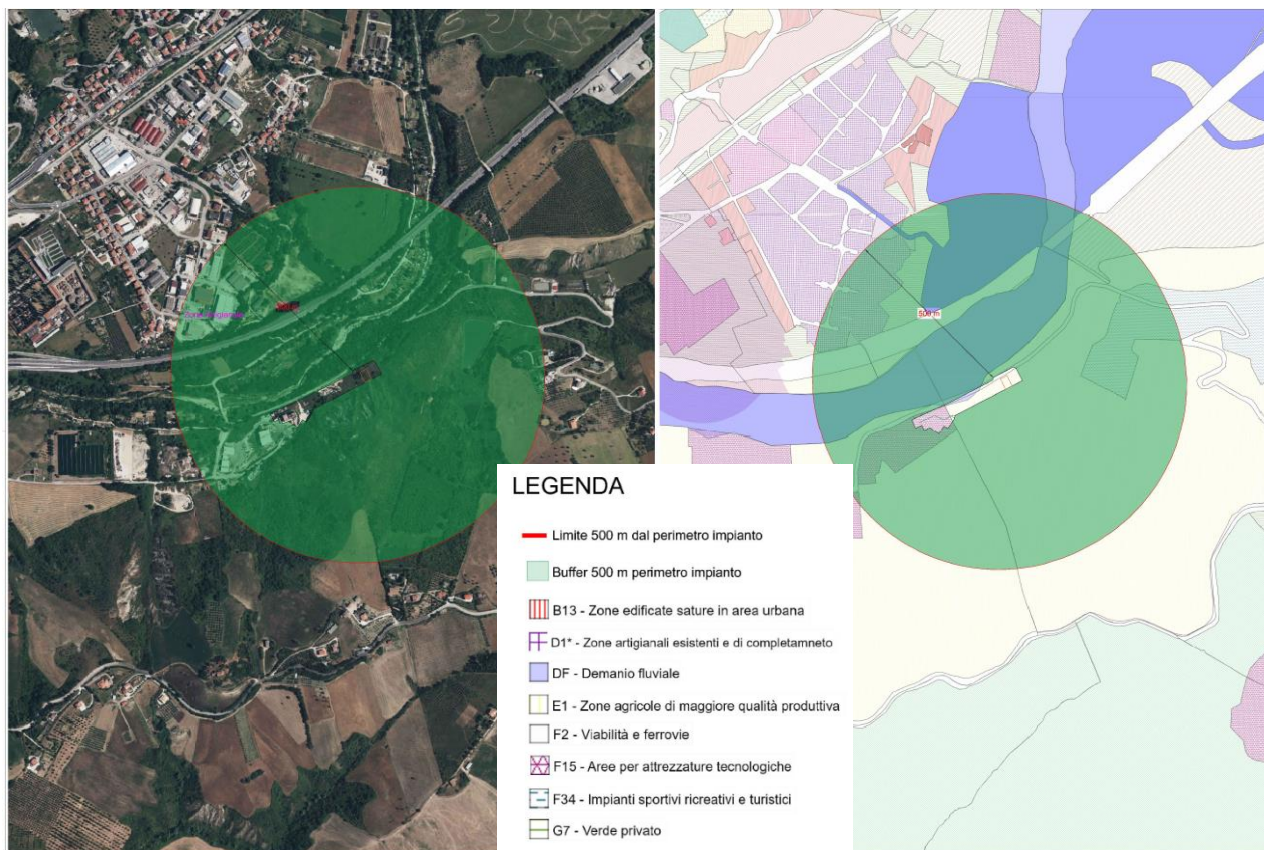 Zona Artigianale
500 m
LEGENDA
Limite 500 m dal perimetro impianto
Buffer 500 m perimetro impianto
B13 - Zone edificate sature in area urbana
D1* - Zone artigianali esistenti e di completamneto
DF - Demanio fluviale
E1 - Zone agricole di maggiore qualità produttiva
F2 - Viabilità e ferrovie
F15 - Aree per attrezzature tecnologiche
F34 - Impianti sportivi ricreativi e turistici
G7 - Verde privato